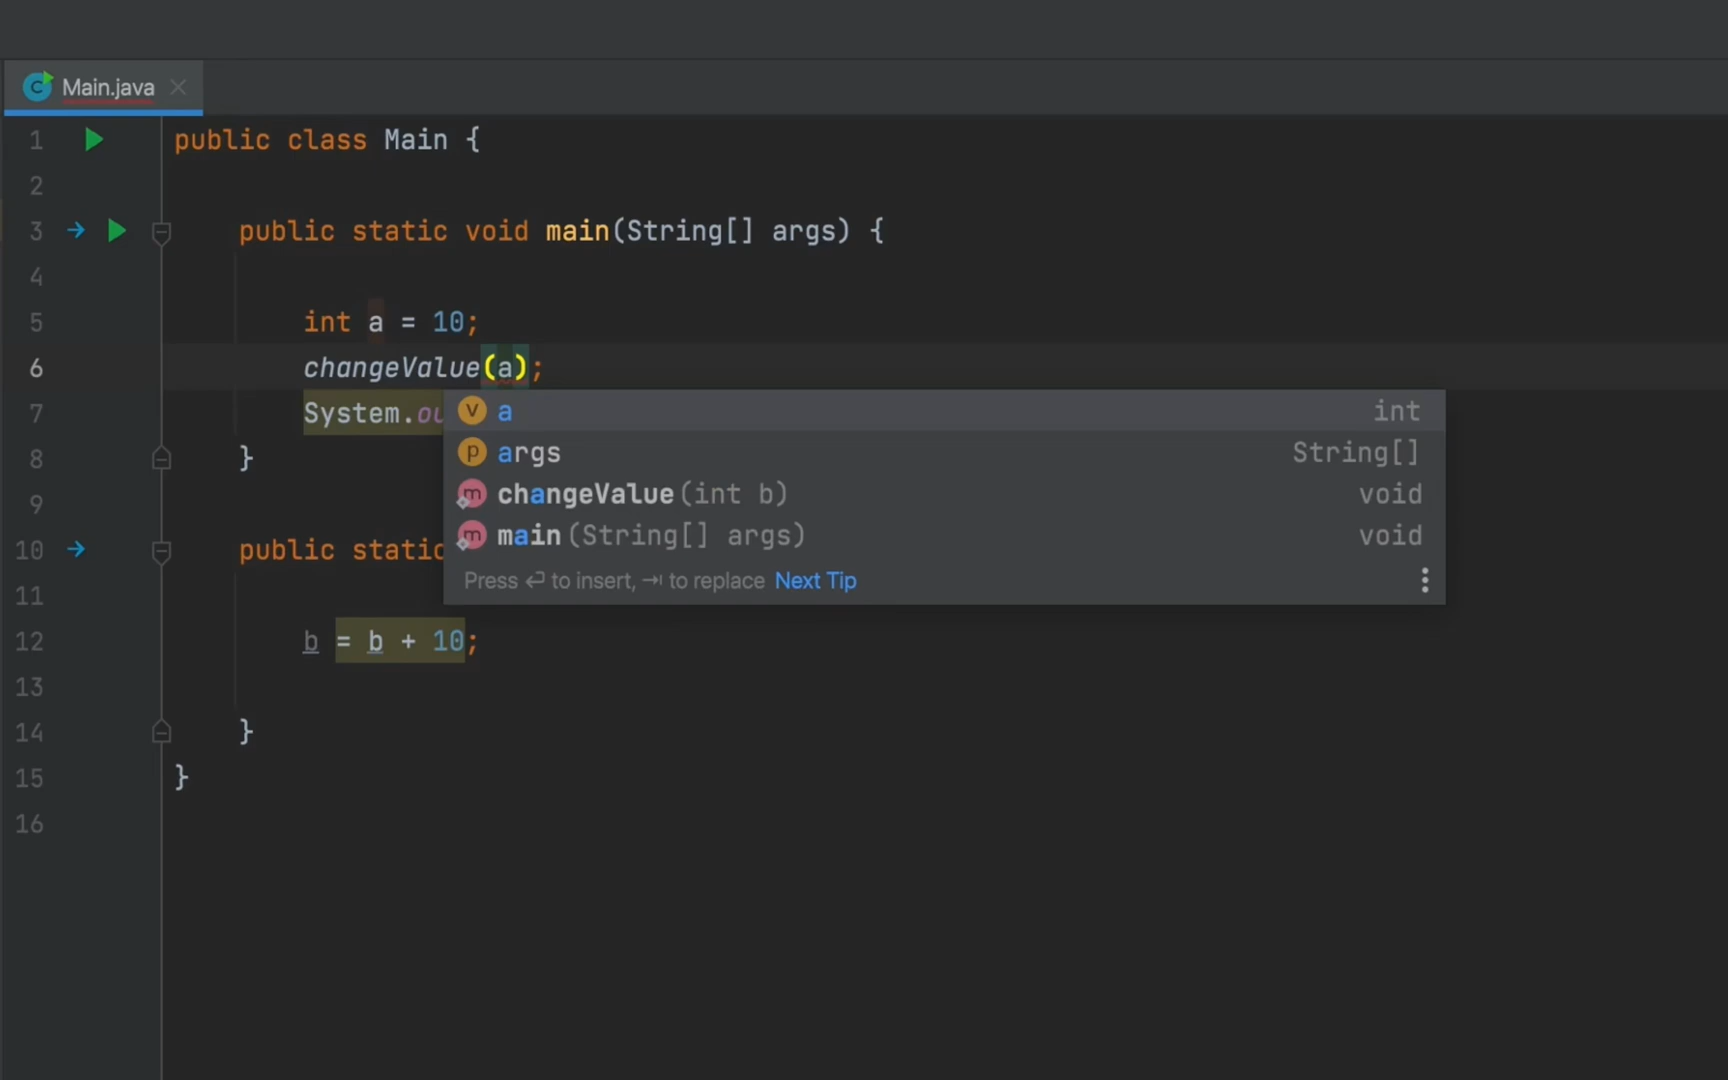 Main.java
1 public class Main {
2
3 public static void main(String[] args) {
4
5 int a = 10;
6 changeValue(a);
7 System.ou
a int
args String[]
changeValue(int b) void
main(String[] args) void
Press ↵ to insert, ⇥ to replace Next Tip
8 }
9
10 public static
11
12 b = b + 10;
13
14 }
15 }
16